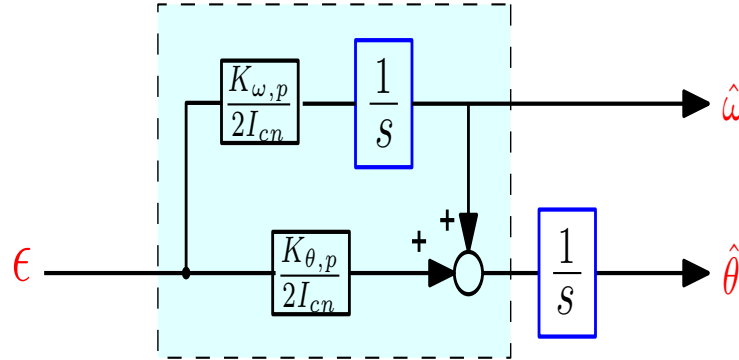 K_{ω,p}
2I_{cn}
1
s
ω̂
+
+
ϵ
K_{θ,p}
2I_{cn}
1
s
θ̂